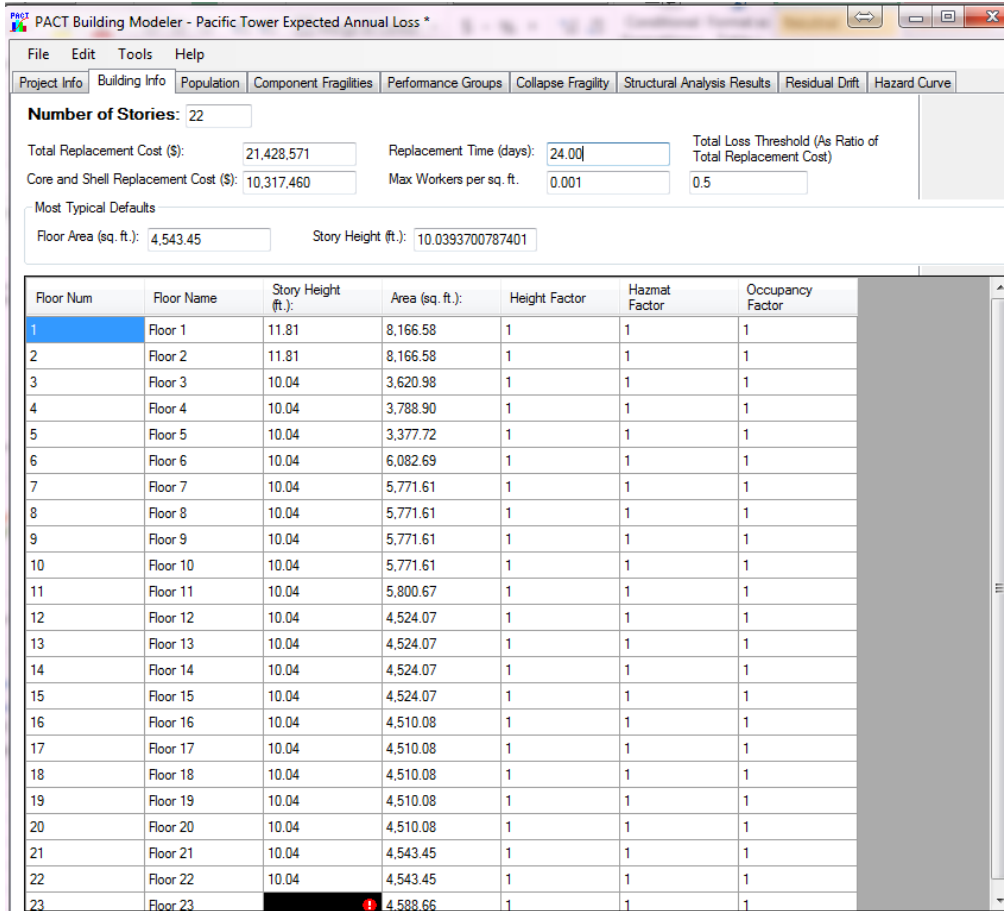 PACT PACT Building Modeler - Pacific Tower Expected Annual Loss *
File Edit Tools Help
Project Info Building Info Population Component Fragilities Performance Groups Collapse Fragility Structural Analysis Results Residual Drift Hazard Curve
Number of Stories: 22
Total Replacement Cost ($): 21,428,571 Replacement Time (days): 24.00 Total Loss Threshold (As Ratio of
Total Replacement Cost)
Core and Shell Replacement Cost ($): 10,317,460 Max Workers per sq. ft. 0.001 0.5
Most Typical Defaults
Floor Area (sq. ft.): 4,543.45 Story Height (ft.): 10.0393700787401
Floor Num Floor Name Story Height (ft.): Area (sq. ft.): Height Factor Hazmat Factor Occupancy Factor
1 Floor 1 11.81 8,166.58 1 1 1
2 Floor 2 11.81 8,166.58 1 1 1
3 Floor 3 10.04 3,620.98 1 1 1
4 Floor 4 10.04 3,788.90 1 1 1
5 Floor 5 10.04 3,377.72 1 1 1
6 Floor 6 10.04 6,082.69 1 1 1
7 Floor 7 10.04 5,771.61 1 1 1
8 Floor 8 10.04 5,771.61 1 1 1
9 Floor 9 10.04 5,771.61 1 1 1
10 Floor 10 10.04 5,771.61 1 1 1
11 Floor 11 10.04 5,800.67 1 1 1
12 Floor 12 10.04 4,524.07 1 1 1
13 Floor 13 10.04 4,524.07 1 1 1
14 Floor 14 10.04 4,524.07 1 1 1
15 Floor 15 10.04 4,524.07 1 1 1
16 Floor 16 10.04 4,510.08 1 1 1
17 Floor 17 10.04 4,510.08 1 1 1
18 Floor 18 10.04 4,510.08 1 1 1
19 Floor 19 10.04 4,510.08 1 1 1
20 Floor 20 10.04 4,510.08 1 1 1
21 Floor 21 10.04 4,543.45 1 1 1
22 Floor 22 10.04 4,543.45 1 1 1
23 Floor 23 4,588.66 1 1 1